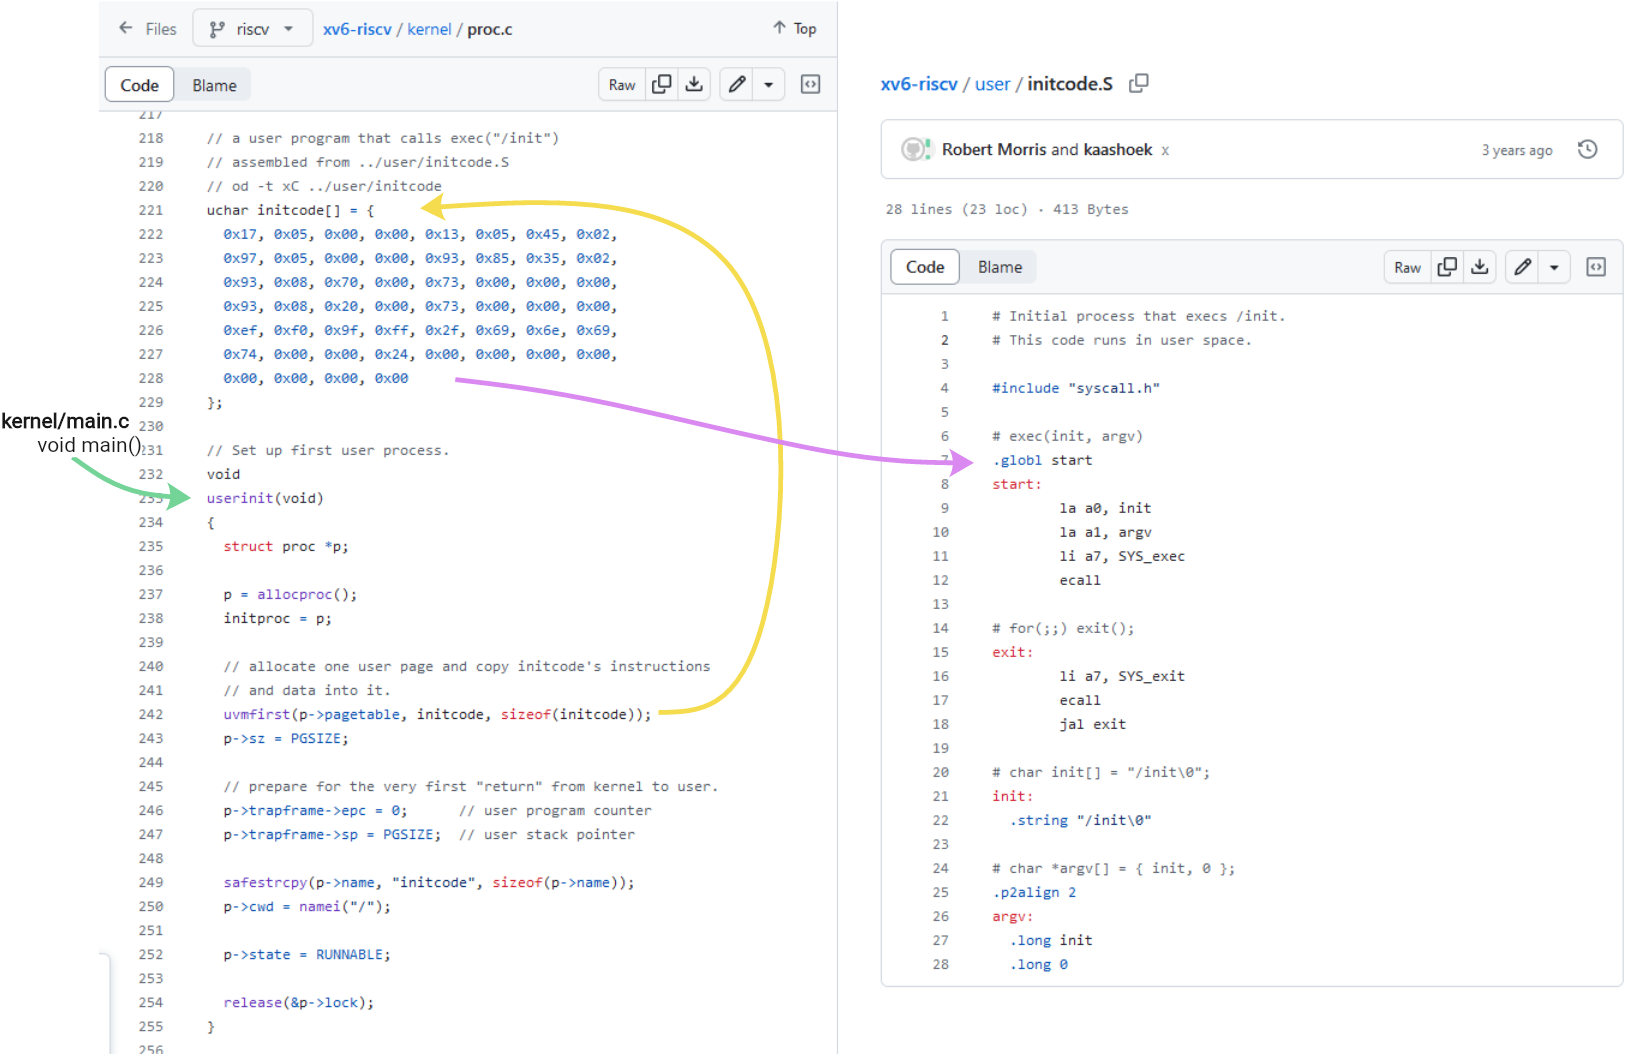 Files riscv xv6-riscv / kernel / proc.c Top
Code Blame Raw
217
218 // a user program that calls exec("/init")
219 // assembled from ../user/initcode.S
220 // od -t xC ../user/initcode
221 uchar initcode[] = {
222 0x17, 0x05, 0x00, 0x00, 0x13, 0x05, 0x45, 0x02,
223 0x97, 0x05, 0x00, 0x00, 0x93, 0x85, 0x35, 0x02,
224 0x93, 0x08, 0x70, 0x00, 0x73, 0x00, 0x00, 0x00,
225 0x93, 0x08, 0x20, 0x00, 0x73, 0x00, 0x00, 0x00,
226 0xef, 0xf0, 0x9f, 0xff, 0x2f, 0x69, 0x6e, 0x69,
227 0x74, 0x00, 0x00, 0x24, 0x00, 0x00, 0x00, 0x00,
228 0x00, 0x00, 0x00, 0x00
229 };
230
231 // Set up first user process.
232 void
233 userinit(void)
234 {
235 struct proc *p;
236
237 p = allocproc();
238 initproc = p;
239
240 // allocate one user page and copy initcode's instructions
241 // and data into it.
242 uvmfirst(p->pagetable, initcode, sizeof(initcode));
243 p->sz = PGSIZE;
244
245 // prepare for the very first "return" from kernel to user.
246 p->trapframe->epc = 0; // user program counter
247 p->trapframe->sp = PGSIZE; // user stack pointer
248
249 safestrcpy(p->name, "initcode", sizeof(p->name));
250 p->cwd = namei("/");
251
252 p->state = RUNNABLE;
253
254 release(&p->lock);
255 }
256
kernel/main.c
void main()
xv6-riscv / user / initcode.S
Robert Morris and kaashoek x 3 years ago
28 lines (23 loc) · 413 Bytes
Code Blame Raw
1 # Initial process that execs /init.
2 # This code runs in user space.
3
4 #include "syscall.h"
5
6 # exec(init, argv)
7 .globl start
8 start:
9 la a0, init
10 la a1, argv
11 li a7, SYS_exec
12 ecall
13
14 # for(;;) exit();
15 exit:
16 li a7, SYS_exit
17 ecall
18 jal exit
19
20 # char init[] = "/init\0";
21 init:
22 .string "/init\0"
23
24 # char *argv[] = { init, 0 };
25 .p2align 2
26 argv:
27 .long init
28 .long 0